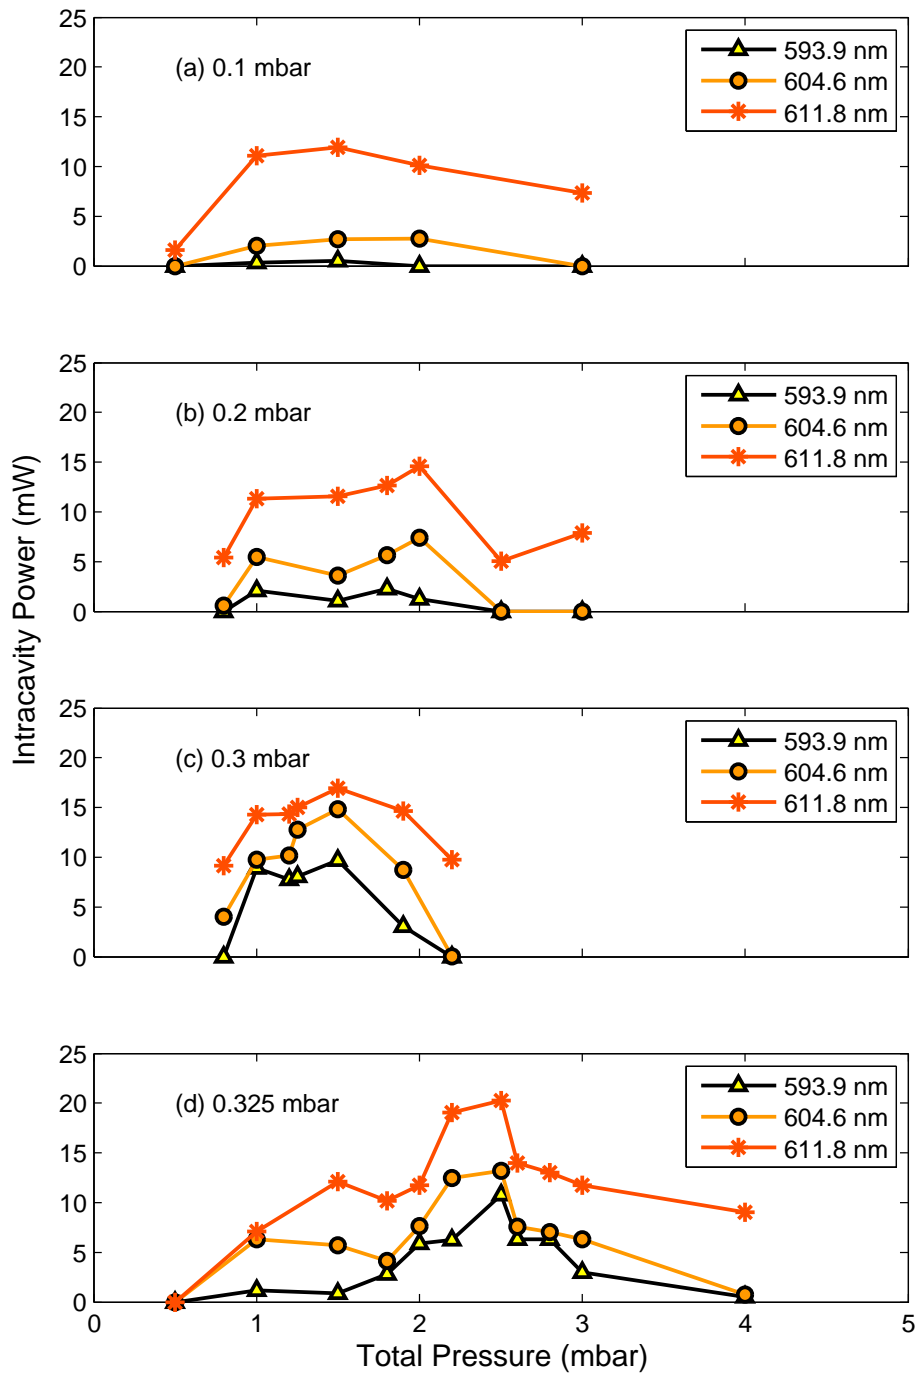 25
20
15
10
5
0
(a) 0.1 mbar
593.9 nm
604.6 nm
611.8 nm
25
20
15
10
5
0
(b) 0.2 mbar
593.9 nm
604.6 nm
611.8 nm
Intracavity Power (mW)
25
20
15
10
5
0
(c) 0.3 mbar
593.9 nm
604.6 nm
611.8 nm
25
20
15
10
5
0
(d) 0.325 mbar
593.9 nm
604.6 nm
611.8 nm
0 1 2 3 4 5
Total Pressure (mbar)